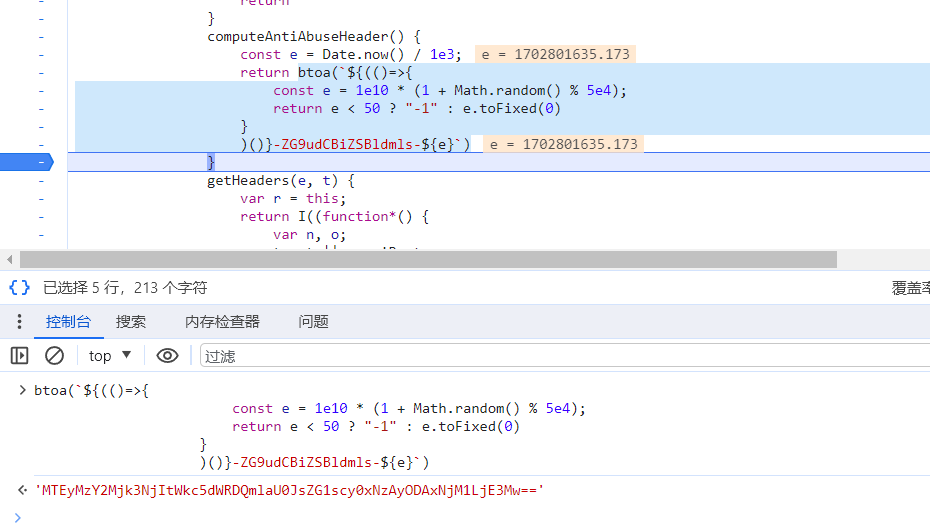 }
computeAntiAbuseHeader() {
const e = Date.now() / 1e3; e = 1702801635.173
return btoa(`${(()=>{
const e = 1e10 * (1 + Math.random() % 5e4);
return e < 50 ? "-1" : e.toFixed(0)
}
)()}-ZG9udCBiZSBldmls-${e}`) e = 1702801635.173
}
getHeaders(e, t) {
var r = this;
return I((function*() {
var n, o;
{} 已选择 5 行，213 个字符 覆盖率
控制台 搜索 内存检查器 问题
top ▼ 过滤
> btoa(`${(()=>{
const e = 1e10 * (1 + Math.random() % 5e4);
return e < 50 ? "-1" : e.toFixed(0)
}
)()}-ZG9udCBiZSBldmls-${e}`)
'MTEyMzY2Mjk3NjItWkc5dWRDQmlaU0JsZG1scy0xNzAyODAxNjM1LjE3Mw=='
>